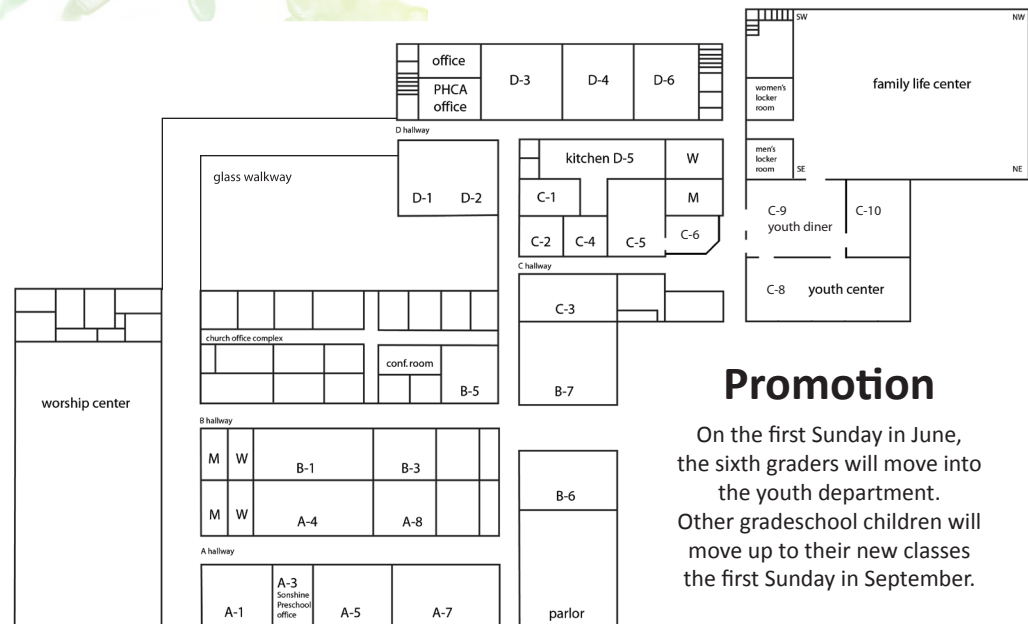 SW
NW
office
D-3
D-4
D-6
PHCA
office
women's
locker
room
family life center
D hallway
men's
locker
room
SE
NE
glass walkway
D-1
D-2
kitchen D-5
W
C-1
M
C-2
C-4
C-5
C-6
C-9
youth diner
C-10
C hallway
C-3
C-8
youth center
church office complex
conf. room
B-5
B-7
worship center
B hallway
M
W
B-1
B-3
M
W
A-4
A-8
B-6
A hallway
A-1
A-3
Sonshine
Preschool
office
A-5
A-7
parlor
Promotion
On the first Sunday in June,
the sixth graders will move into
the youth department.
Other gradeschool children will
move up to their new classes
the first Sunday in September.